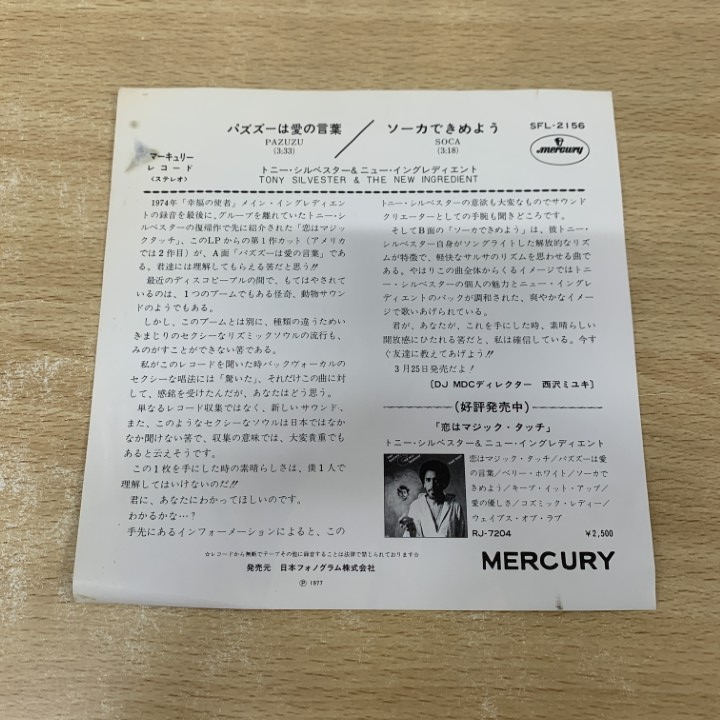 パズズーは愛の言葉 / ソーカできめよう
PAZUZU SOCA
(3:33) (3:18)
SFL-2156
mercury
マーキュリー
レコード
〈ステレオ〉
トニー・シルベスター&ニュー・イングレディエント
TONY SILVESTER & THE NEW INGREDIENT
1974年「幸福の使者」メイン・イングレディエン
トの録音を最後に、グループを離れていたトニー・シ
ルベスターの復帰作で先に紹介された「恋はマジッ
クタッチ」、このLPからの第1作カット(アメリカ
では2作目)が、A面「パズズーは愛の言葉」であ
る。君達には理解してもらえる筈だと思う!!
最近のディスコピープルの間で、もてはやされて
いるのは、1つのブームでもある怪奇、動物サウン
ドのようでもある。
しかし、このブームとは別に、種類の違うためい
きまじりのセクシーなリズミックソウルの流行も、
みのがすことができない筈である。
私がこのレコードを聞いた時バックヴォーカルの
セクシーな唱法には「驚いた」、それだけこの曲に対
して、感銘を受けたんだが、あなたはどう思う。
単なるレコード収集ではなく、新しいサウンド、
また、このようなセクシーなソウルは日本ではなか
なか聞けない筈で、収集の意味では、大変貴重でも
あると云えそうです。
この1枚を手にした時の素晴らしさは、僕1人で
理解してはいけないのだ!!
君に、あなたにわかってほしいのです。
わかるかな…?
手先にあるインフォーメーションによると、この
トニー・シルベスターの意欲も大変なものでサウンド
クリエーターとしての手腕も聞きどころです。
そしてB面の「ソーカできめよう」は、彼トニー・
シルベスター自身がソングライトした解放的なリズ
ムが特徴で、軽快なサルサのリズムを思わせる曲で
ある。やはりこの曲全体からくるイメージではトニ
ー・シルベスターの個人の魅力とニュー・イングレ
ディエントのバックが調和された、爽やかなイメー
ジで歌いあげられている。
君が、あなたが、これを手にした時、素晴らしい
開放感にひたれる筈だと、私は確信している。今す
ぐ友達に教えてあげよう!!
3月25日発売だよ!
〔DJ MDCディレクター 西沢ミユキ〕
(好評発売中)
「恋はマジック・タッチ」
トニー・シルベスター&ニュー・イングレディエント
恋はマジック・タッチ/パズズーは愛
の言葉/ベリー・ホワイト/ソーカで
きめよう/キープ・イット・アップ/
愛の優しさ/コズミック・レディー/
ウェイブス・オブ・ラブ
RJ-7204 ¥2,500
☆レコードから無断でテープその他に録音することは法律で禁じられております☆
発売元 日本フォノグラム株式会社
Ⓟ 1977
MERCURY